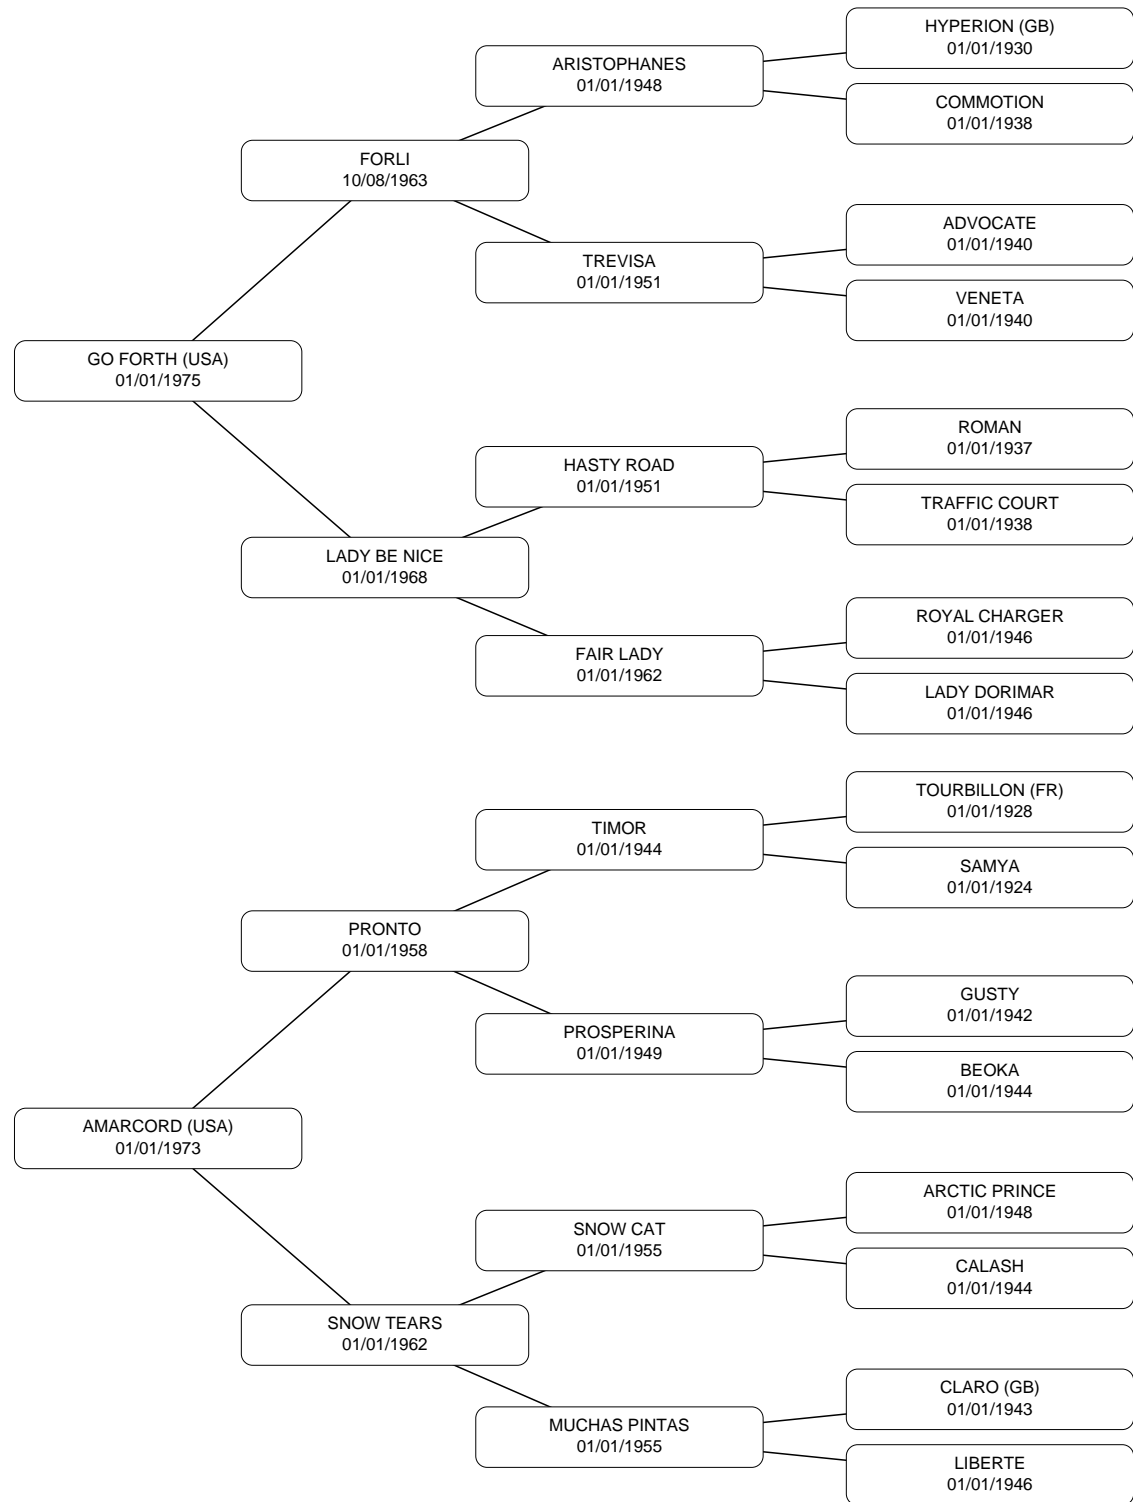 HYPERION (GB)
01/01/1930
ARISTOPHANES
01/01/1948
COMMOTION
01/01/1938
FORLI
10/08/1963
ADVOCATE
01/01/1940
TREVISA
01/01/1951
VENETA
01/01/1940
GO FORTH (USA)
01/01/1975
ROMAN
01/01/1937
HASTY ROAD
01/01/1951
TRAFFIC COURT
01/01/1938
LADY BE NICE
01/01/1968
ROYAL CHARGER
01/01/1946
FAIR LADY
01/01/1962
LADY DORIMAR
01/01/1946
TOURBILLON (FR)
01/01/1928
TIMOR
01/01/1944
SAMYA
01/01/1924
PRONTO
01/01/1958
GUSTY
01/01/1942
PROSPERINA
01/01/1949
BEOKA
01/01/1944
AMARCORD (USA)
01/01/1973
ARCTIC PRINCE
01/01/1948
SNOW CAT
01/01/1955
CALASH
01/01/1944
SNOW TEARS
01/01/1962
CLARO (GB)
01/01/1943
MUCHAS PINTAS
01/01/1955
LIBERTE
01/01/1946